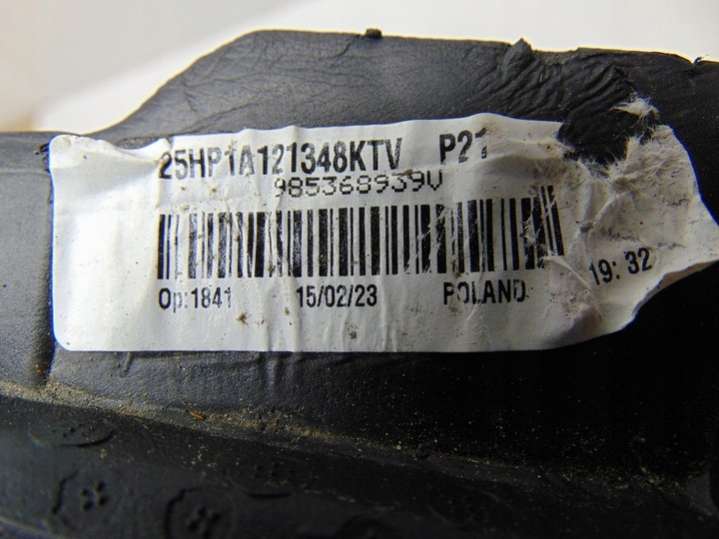 25HP1A121348KTV P21
985368939V
Op:1841 15/02/23 POLAND 19:32